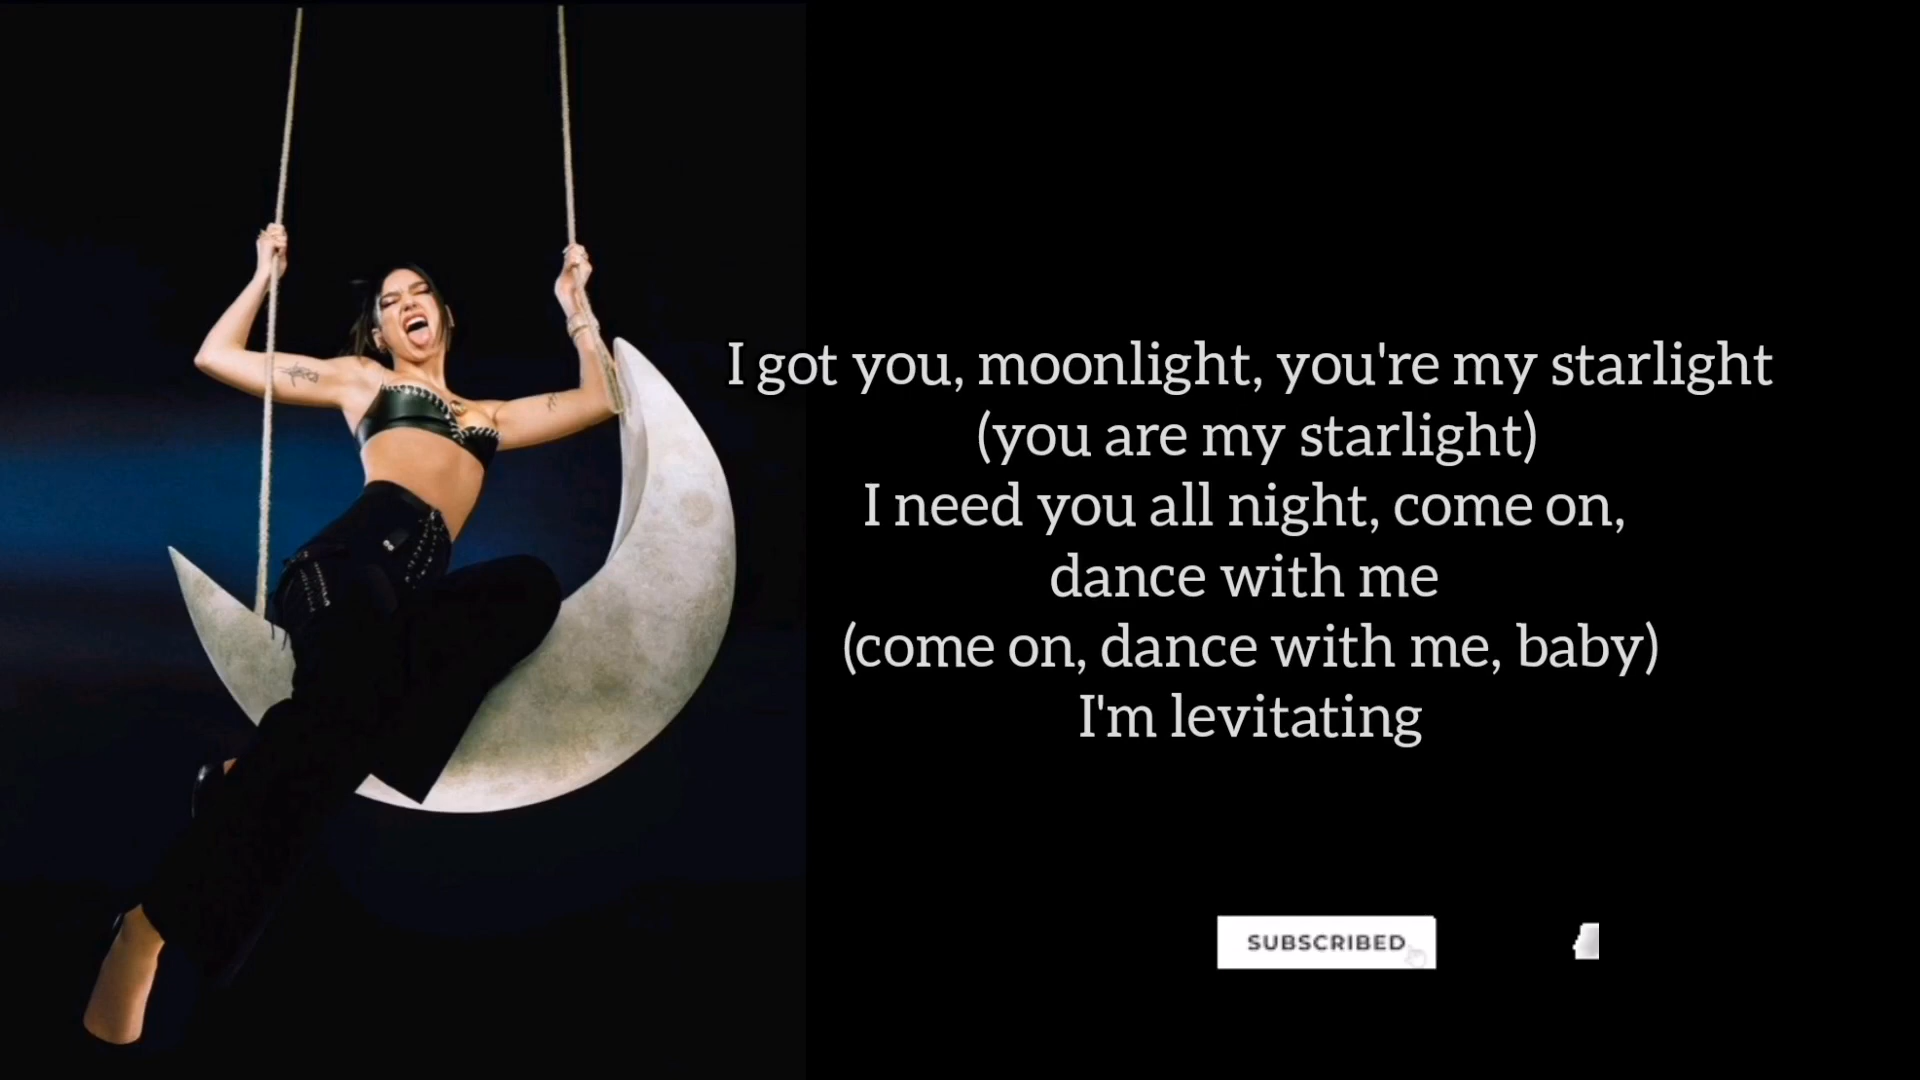 I got you, moonlight, you're my starlight
(you are my starlight)
I need you all night, come on,
dance with me
(come on, dance with me, baby)
I'm levitating
SUBSCRIBED